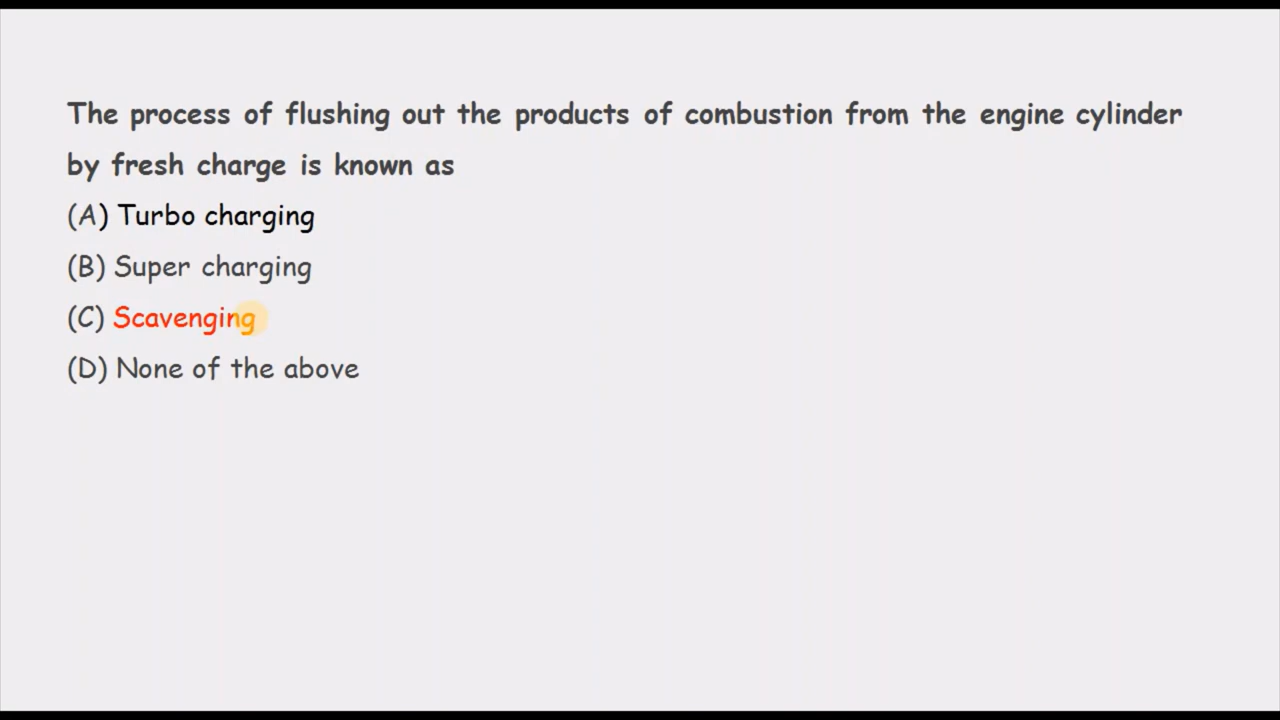 The process of flushing out the products of combustion from the engine cylinder
by fresh charge is known as
(A) Turbo charging
(B) Super charging
(C) Scavenging
(D) None of the above